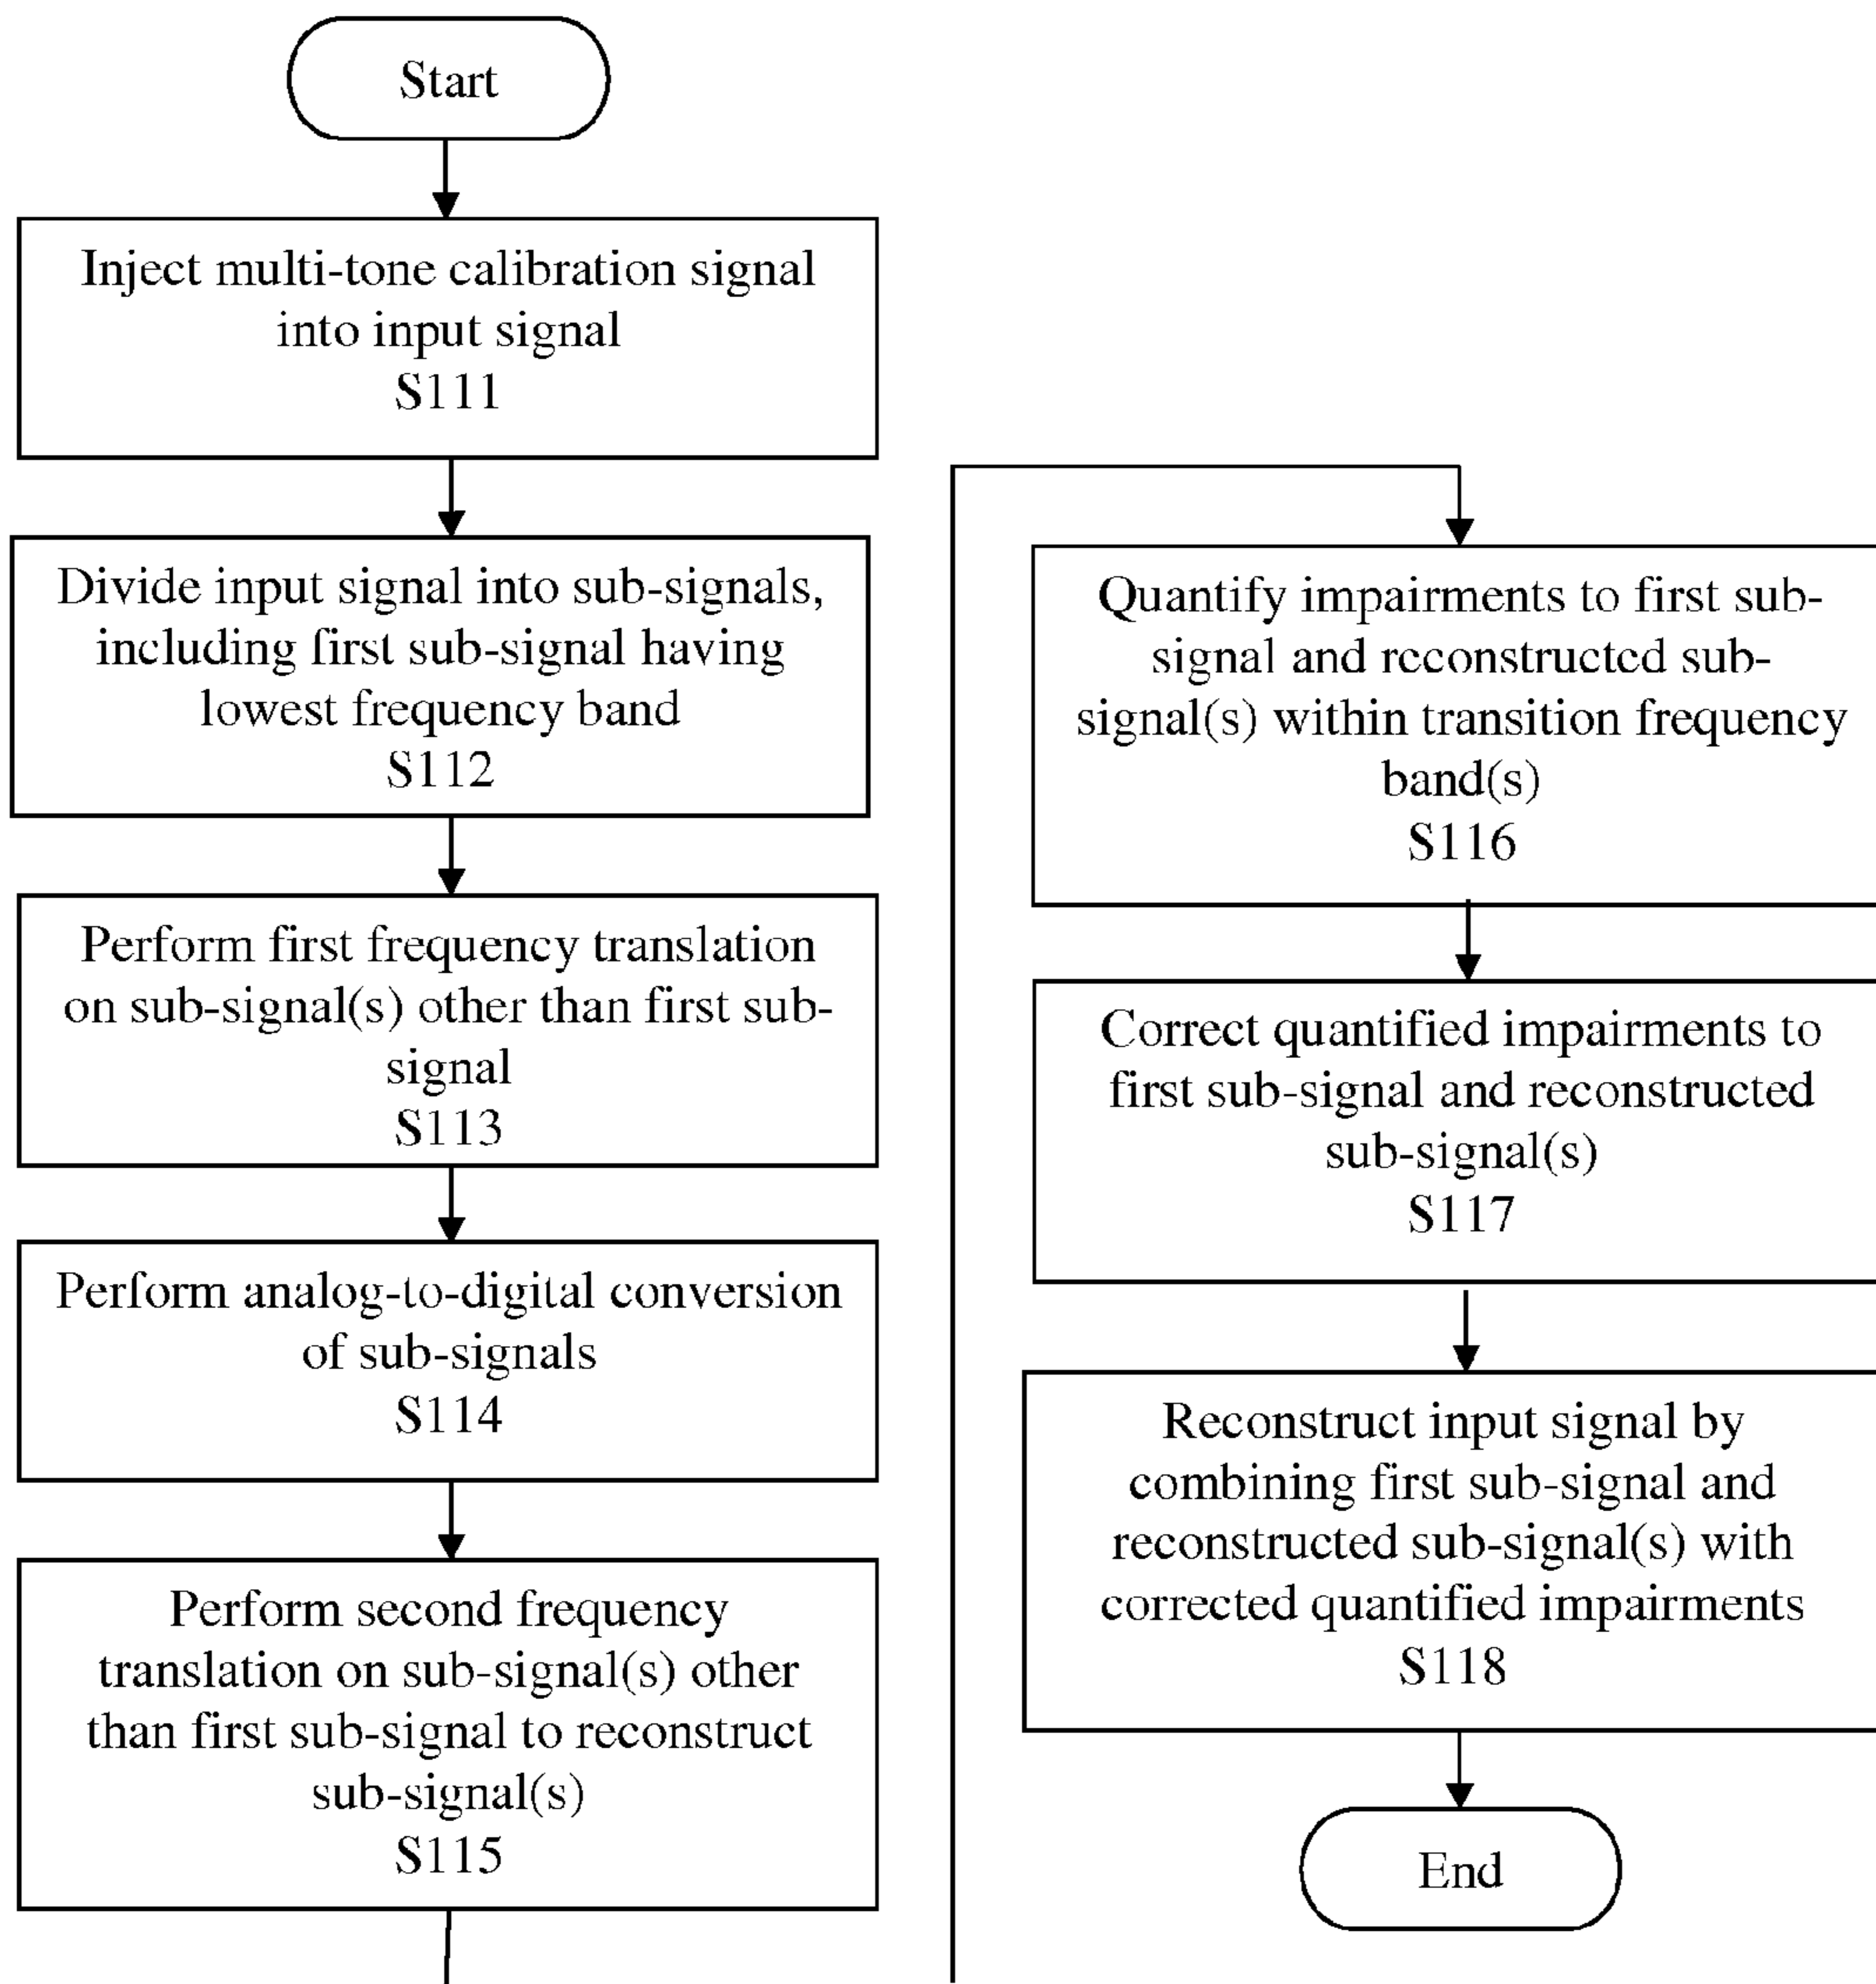 Start
Inject multi-tone calibration signal
into input signal
S111
Divide input signal into sub-signals,
including first sub-signal having
lowest frequency band
S112
Perform first frequency translation
on sub-signal(s) other than first sub-
signal
S113
Perform analog-to-digital conversion
of sub-signals
S114
Perform second frequency
translation on sub-signal(s) other
than first sub-signal to reconstruct
sub-signal(s)
S115
Quantify impairments to first sub-
signal and reconstructed sub-
signal(s) within transition frequency
band(s)
S116
Correct quantified impairments to
first sub-signal and reconstructed
sub-signal(s)
S117
Reconstruct input signal by
combining first sub-signal and
reconstructed sub-signal(s) with
corrected quantified impairments
S118
End